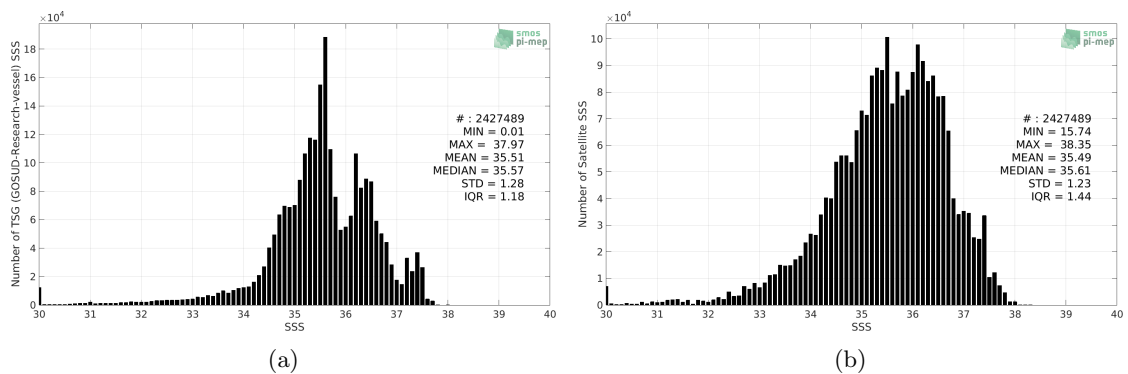 ×10⁴
18
16
14
12
10
8
6
4
2
0
Number of TSG (GOSUD-Research-vessel) SSS
smos
pi-mep
# : 2427489
MIN = 0.01
MAX = 37.97
MEAN = 35.51
MEDIAN = 35.57
STD = 1.28
IQR = 1.18
30 31 32 33 34 35 36 37 38 39 40
SSS
(a)
×10⁴
10
9
8
7
6
5
4
3
2
1
0
Number of Satellite SSS
smos
pi-mep
# : 2427489
MIN = 15.74
MAX = 38.35
MEAN = 35.49
MEDIAN = 35.61
STD = 1.23
IQR = 1.44
30 31 32 33 34 35 36 37 38 39 40
SSS
(b)